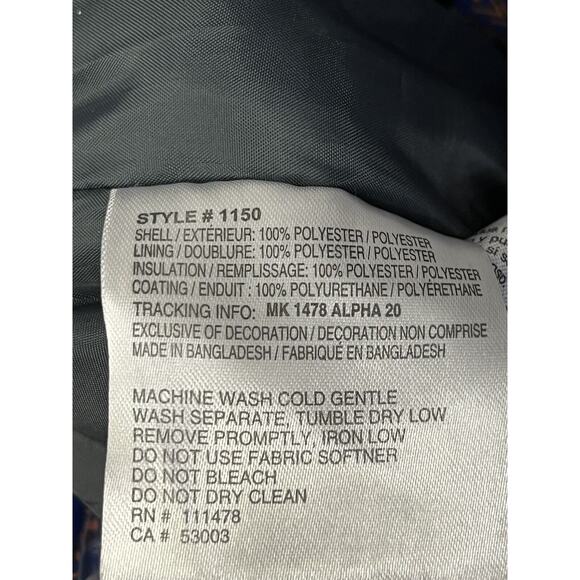 STYLE # 1150
SHELL / EXTÉRIEUR: 100% POLYESTER / POLYESTER
LINING / DOUBLURE: 100% POLYESTER / POLYESTER
INSULATION / REMPLISSAGE: 100% POLYESTER / POLYESTER
COATING / ENDUIT : 100% POLYURETHANE / POLYÉRETHANE
TRACKING INFO: MK 1478 ALPHA 20
EXCLUSIVE OF DECORATION / DECORATION NON COMPRISE
MADE IN BANGLADESH / FABRIQUÉ EN BANGLADESH
MACHINE WASH COLD GENTLE
WASH SEPARATE, TUMBLE DRY LOW
REMOVE PROMPTLY, IRON LOW
DO NOT USE FABRIC SOFTNER
DO NOT BLEACH
DO NOT DRY CLEAN
RN # 111478
CA # 53003